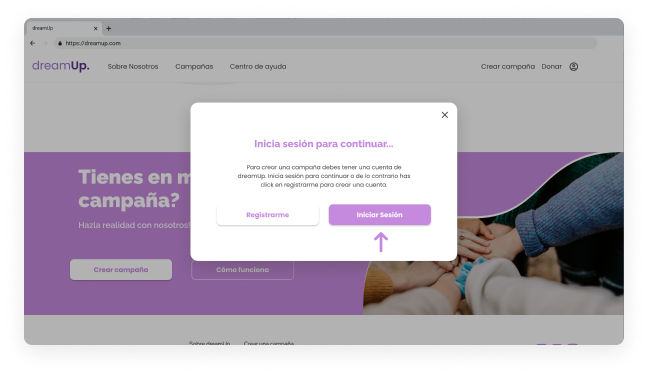 dreamUp
https://dreamup.com
dreamUp.
Sobre Nosotros
Campañas
Centro de ayuda
Crear campaña
Donar
Inicia sesión para continuar...
Para crear una campaña debes tener una cuenta de
dreamUp. Inicia sesión para continuar o de lo contrario has
click en registrarme para crear una cuenta.
Registrarme
Iniciar Sesión
Tienes en m
campaña?
Hazla realidad con nosotros!
Crear campaña
Cómo funciona
Sobre dreamUp
Crear una campaña